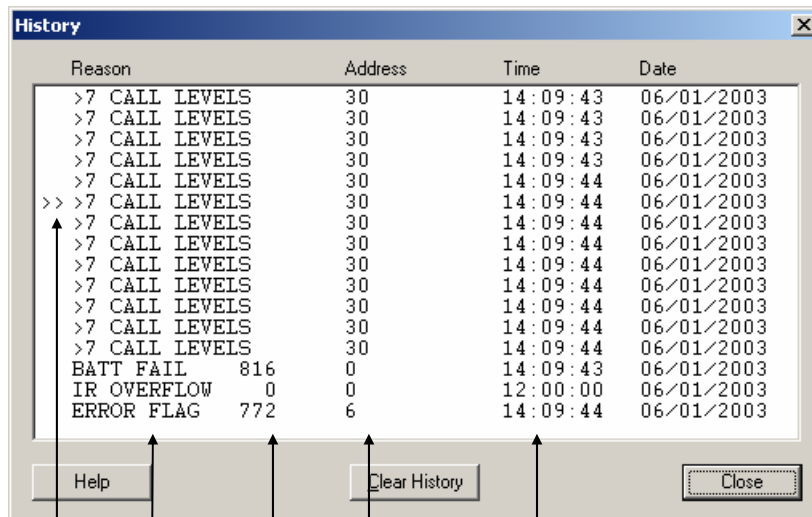 History
Reason Address Time Date
>7 CALL LEVELS 30 14:09:43 06/01/2003
>7 CALL LEVELS 30 14:09:43 06/01/2003
>7 CALL LEVELS 30 14:09:43 06/01/2003
>7 CALL LEVELS 30 14:09:43 06/01/2003
>7 CALL LEVELS 30 14:09:44 06/01/2003
>> >7 CALL LEVELS 30 14:09:44 06/01/2003
>7 CALL LEVELS 30 14:09:44 06/01/2003
>7 CALL LEVELS 30 14:09:44 06/01/2003
>7 CALL LEVELS 30 14:09:44 06/01/2003
>7 CALL LEVELS 30 14:09:44 06/01/2003
>7 CALL LEVELS 30 14:09:44 06/01/2003
>7 CALL LEVELS 30 14:09:44 06/01/2003
>7 CALL LEVELS 30 14:09:44 06/01/2003
BATT FAIL 816 0 14:09:43 06/01/2003
IR OVERFLOW 0 0 12:00:00 06/01/2003
ERROR FLAG 772 6 14:09:44 06/01/2003
Help Clear History Close